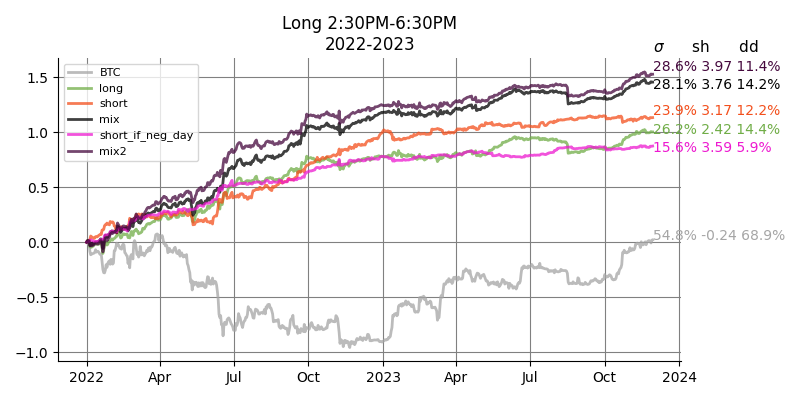 Long 2:30PM-6:30PM
2022-2023
σ sh dd
28.6% 3.97 11.4%
28.1% 3.76 14.2%
23.9% 3.17 12.2%
26.2% 2.42 14.4%
15.6% 3.59 5.9%
54.8% -0.24 68.9%
BTC
long
short
mix
short_if_neg_day
mix2
1.5
1.0
0.5
0.0
−0.5
−1.0
2022 Apr Jul Oct 2023 Apr Jul Oct 2024